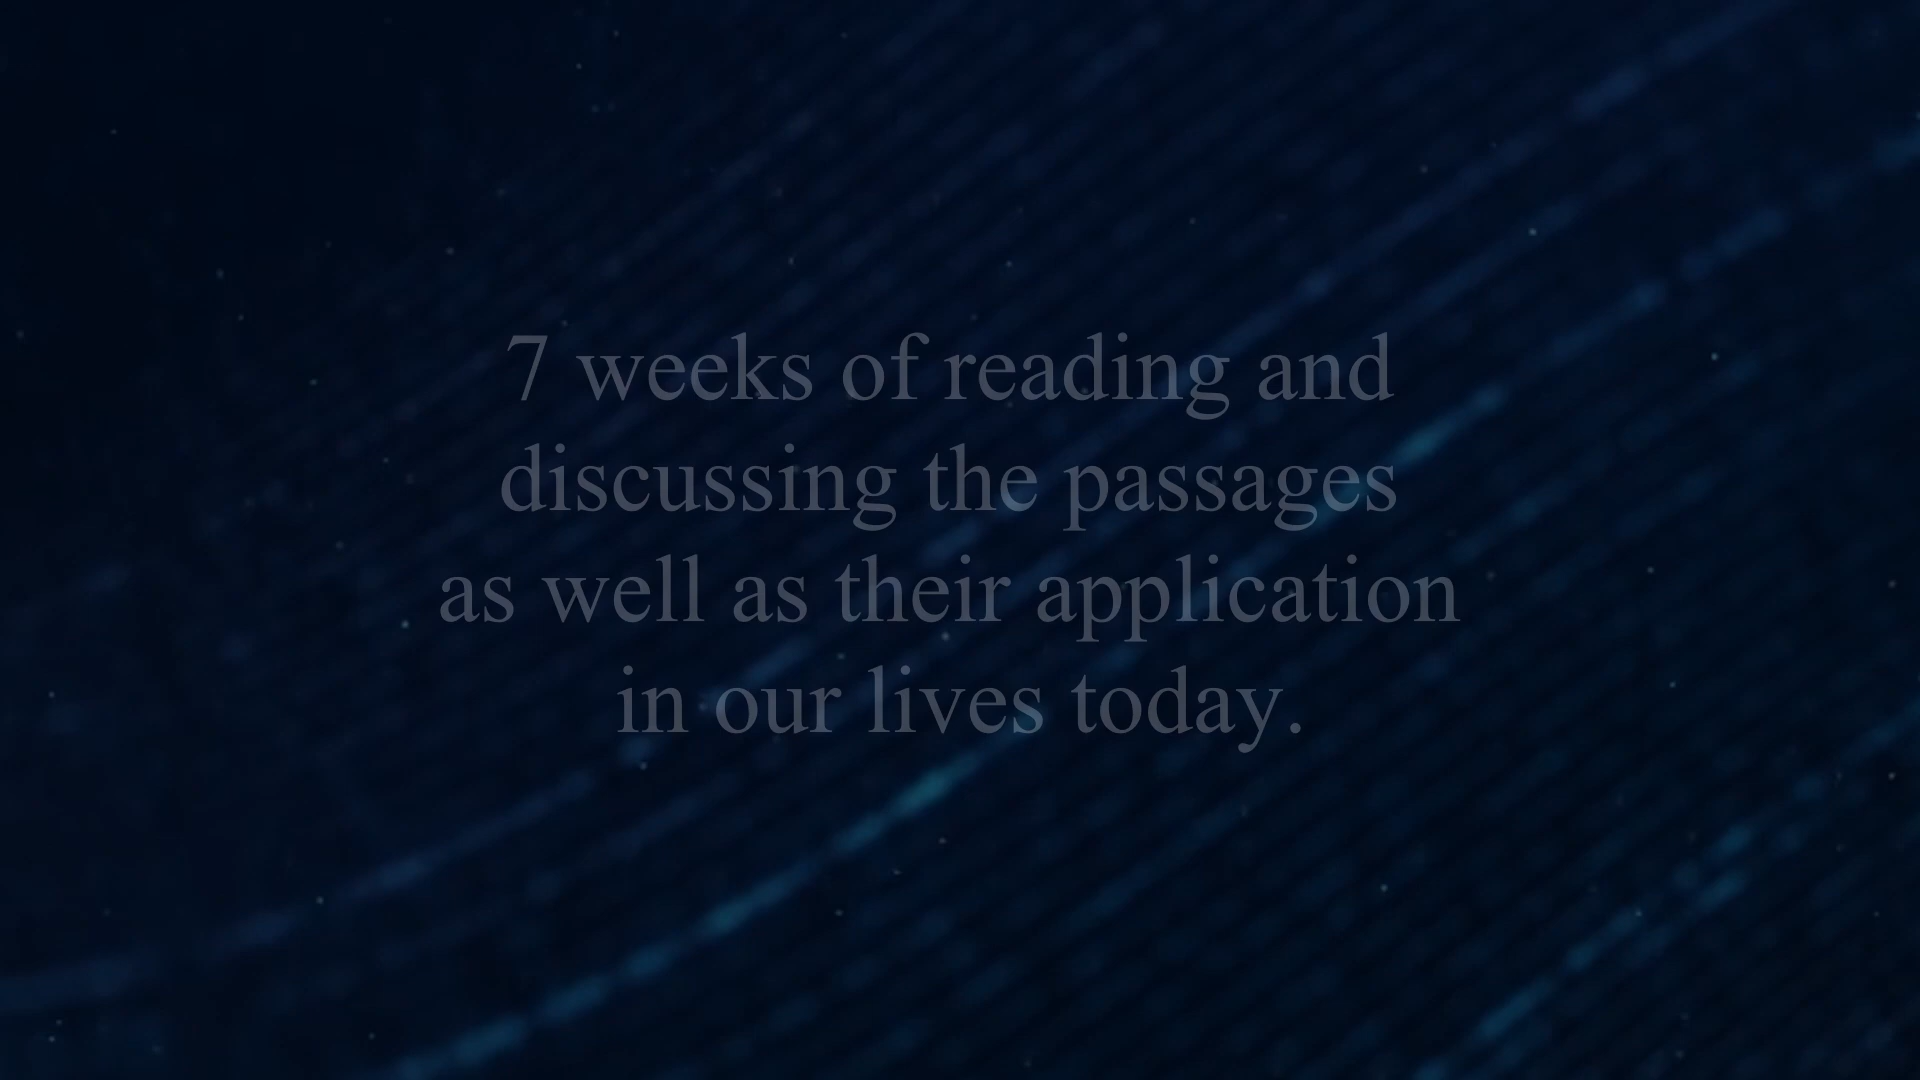 7 weeks of reading and
discussing the passages
as well as their application
in our lives today.